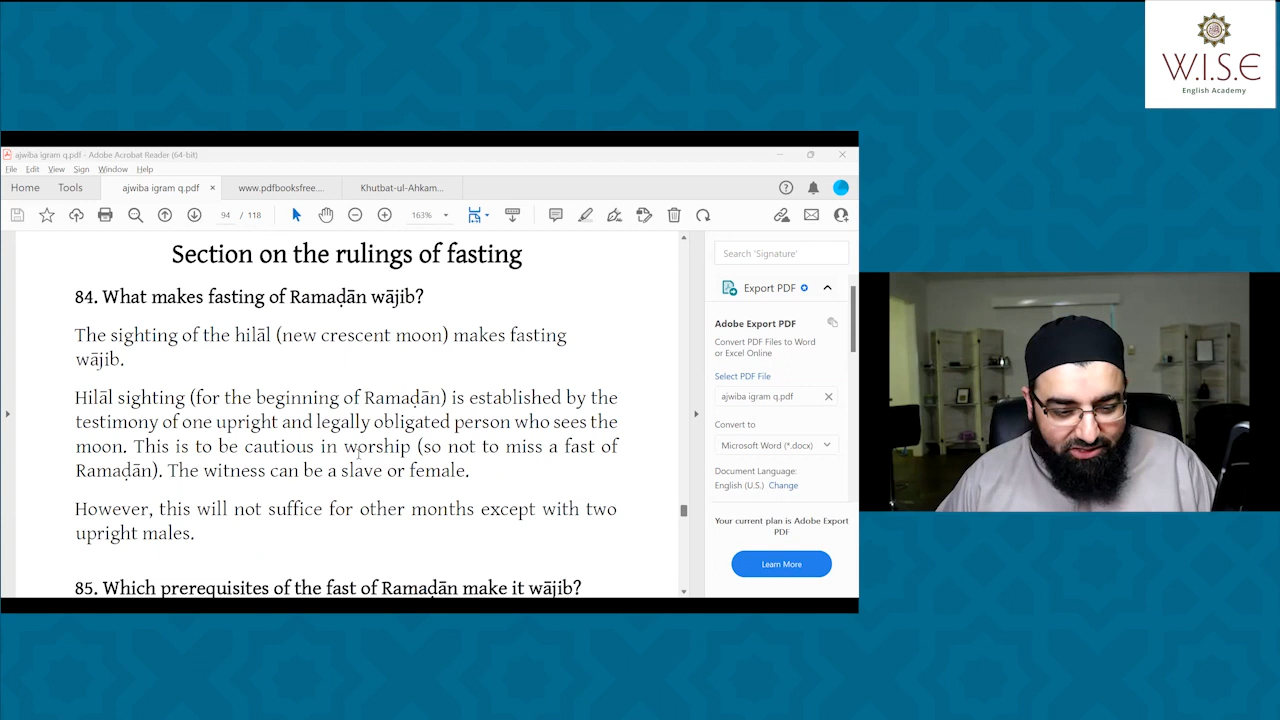 W.I.S.E
English Academy
ajwiba igram q.pdf - Adobe Acrobat Reader (64-bit)
File Edit View Sign Window Help
Home Tools ajwiba igram q.pdf × www.pdfbooksfree.... Khutbat-ul-Ahkam...
94 / 118 163%
Section on the rulings of fasting
84. What makes fasting of Ramaḍān wājib?
The sighting of the hilāl (new crescent moon) makes fasting
wājib.
Hilāl sighting (for the beginning of Ramaḍān) is established by the
testimony of one upright and legally obligated person who sees the
moon. This is to be cautious in worship (so not to miss a fast of
Ramaḍān). The witness can be a slave or female.
However, this will not suffice for other months except with two
upright males.
85. Which prerequisites of the fast of Ramaḍān make it wājib?
Search 'Signature'
Export PDF
Adobe Export PDF
Convert PDF Files to Word
or Excel Online
Select PDF File
ajwiba igram q.pdf
Convert to
Microsoft Word (*.docx)
Document Language:
English (U.S.) Change
Your current plan is Adobe Export
PDF
Learn More